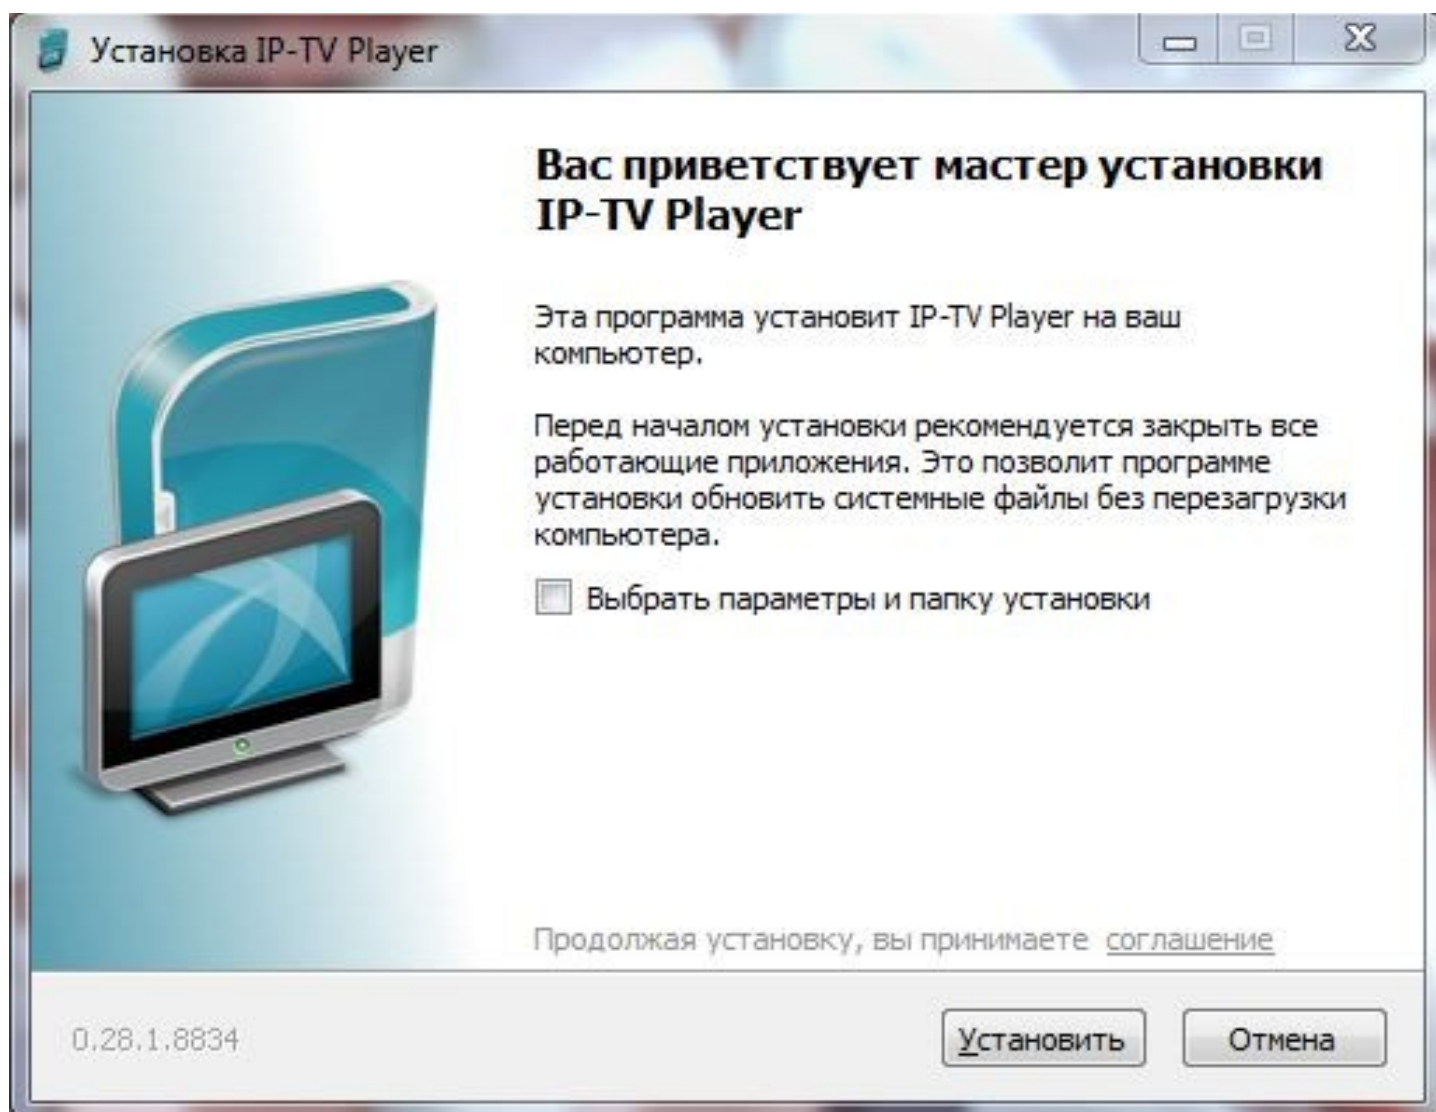 Установка IP-TV Player
Вас приветствует мастер установки
IP-TV Player
Эта программа установит IP-TV Player на ваш
компьютер.
Перед началом установки рекомендуется закрыть все
работающие приложения. Это позволит программе
установки обновить системные файлы без перезагрузки
компьютера.
Выбрать параметры и папку установки
Продолжая установку, вы принимаете соглашение
0.28.1.8834
Установить
Отмена